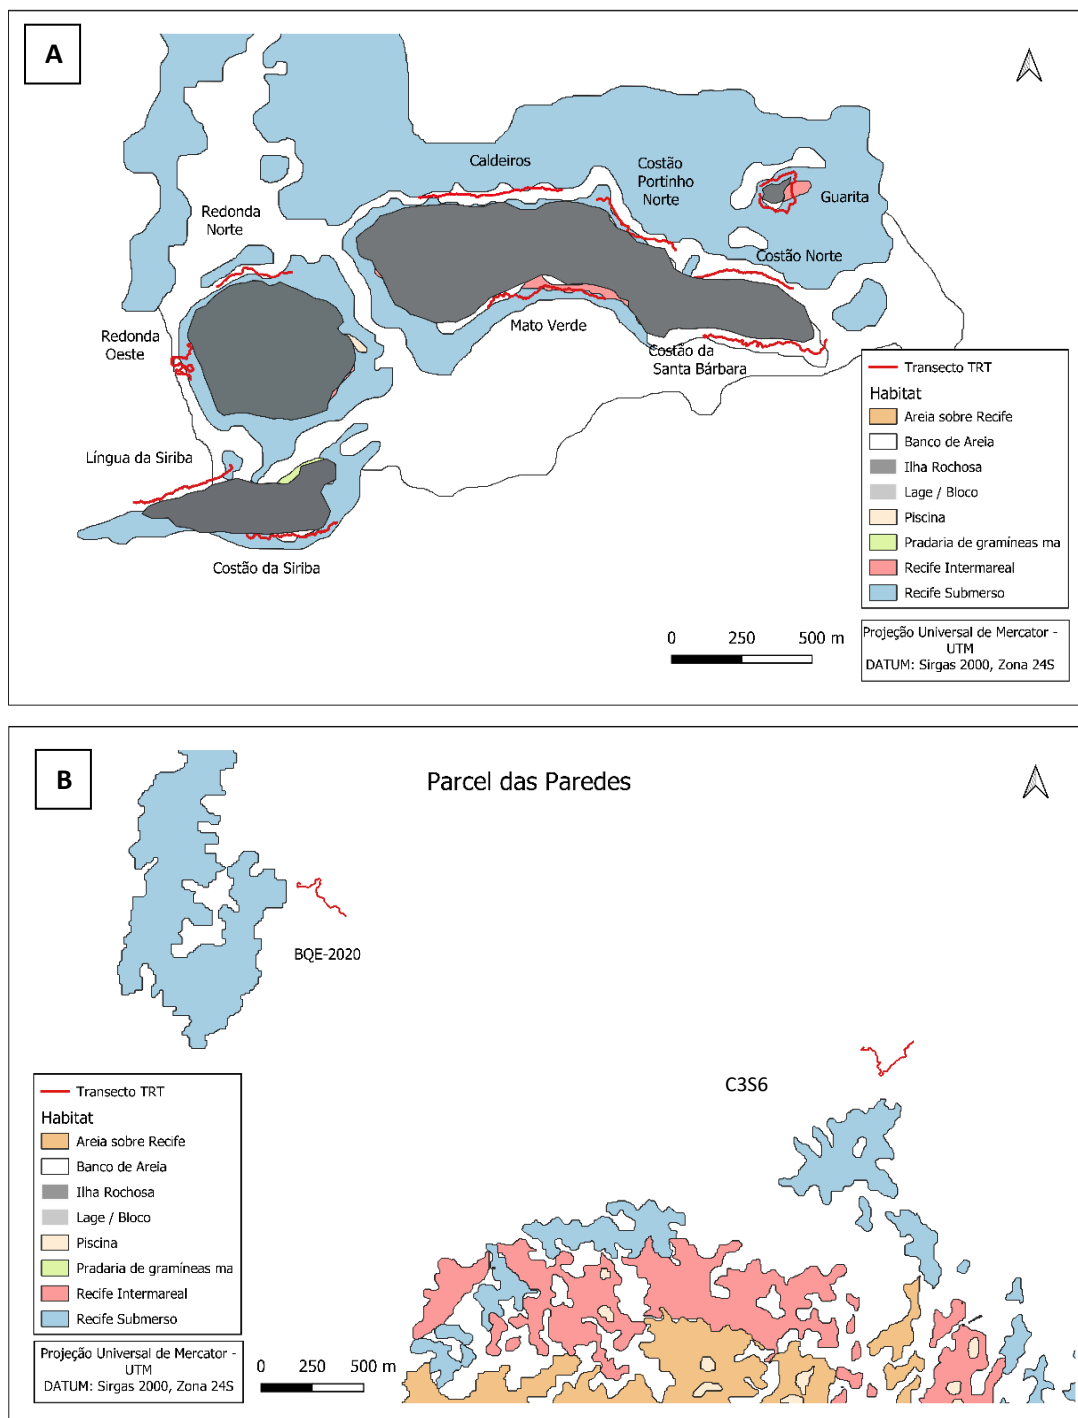 A
Caldeiros
Costão
Portinho
Norte
Guarita
Redonda
Norte
Costão Norte
Redonda
Oeste
Mato Verde
Costão da
Santa Bárbara
Língua da Siriba
Costão da Siriba
Transecto TRT
Habitat
Areia sobre Recife
Banco de Areia
Ilha Rochosa
Lage / Bloco
Piscina
Pradaria de gramíneas ma
Recife Intermareal
Recife Submerso
0 250 500 m
Projeção Universal de Mercator -
UTM
DATUM: Sirgas 2000, Zona 24S
B
Parcel das Paredes
BQE-2020
C3S6
Transecto TRT
Habitat
Areia sobre Recife
Banco de Areia
Ilha Rochosa
Lage / Bloco
Piscina
Pradaria de gramíneas ma
Recife Intermareal
Recife Submerso
Projeção Universal de Mercator -
UTM
DATUM: Sirgas 2000, Zona 24S
0 250 500 m